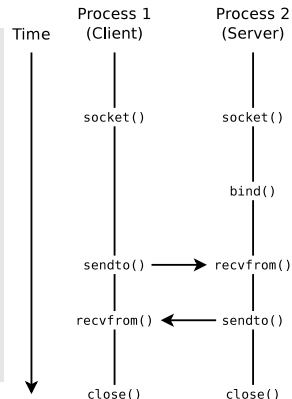 Time
Process 1
(Client)
Process 2
(Server)
socket()
socket()
bind()
sendto()
recvfrom()
recvfrom()
sendto()
close()
close()